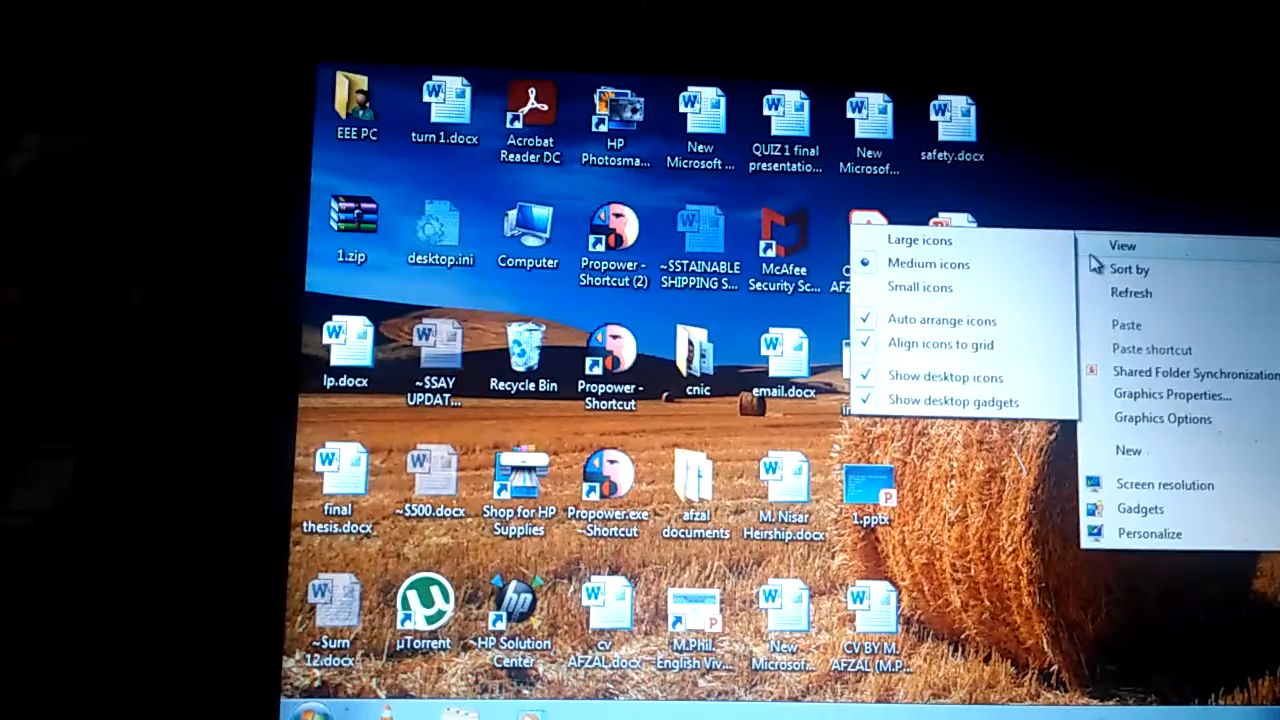 EEE PC
turn 1.docx
Acrobat
Reader DC
HP
Photosma...
New
Microsoft ...
QUIZ 1 final
presentatio...
New
Microsof...
safety.docx
1.zip
desktop.ini
Computer
Propower -
Shortcut (2)
~$STAINABLE
SHIPPING S...
McAfee
Security Sc...
lp.docx
~$SAY
UPDAT...
Recycle Bin
Propower -
Shortcut
cnic
email.docx
final
thesis.docx
~$500.docx
Shop for HP
Supplies
Propower.exe
- Shortcut
afzal
documents
M. Nisar
Heirship.docx
1.pptx
~$urn
12.docx
µTorrent
HP Solution
Center
cv
AFZAL.docx
M.Phil.
English Viv...
New
Microsof...
CV BY M.
AFZAL (M.P...
Large icons
Medium icons
Small icons
Auto arrange icons
Align icons to grid
Show desktop icons
Show desktop gadgets
View
Sort by
Refresh
Paste
Paste shortcut
Shared Folder Synchronization
Graphics Properties...
Graphics Options
New
Screen resolution
Gadgets
Personalize